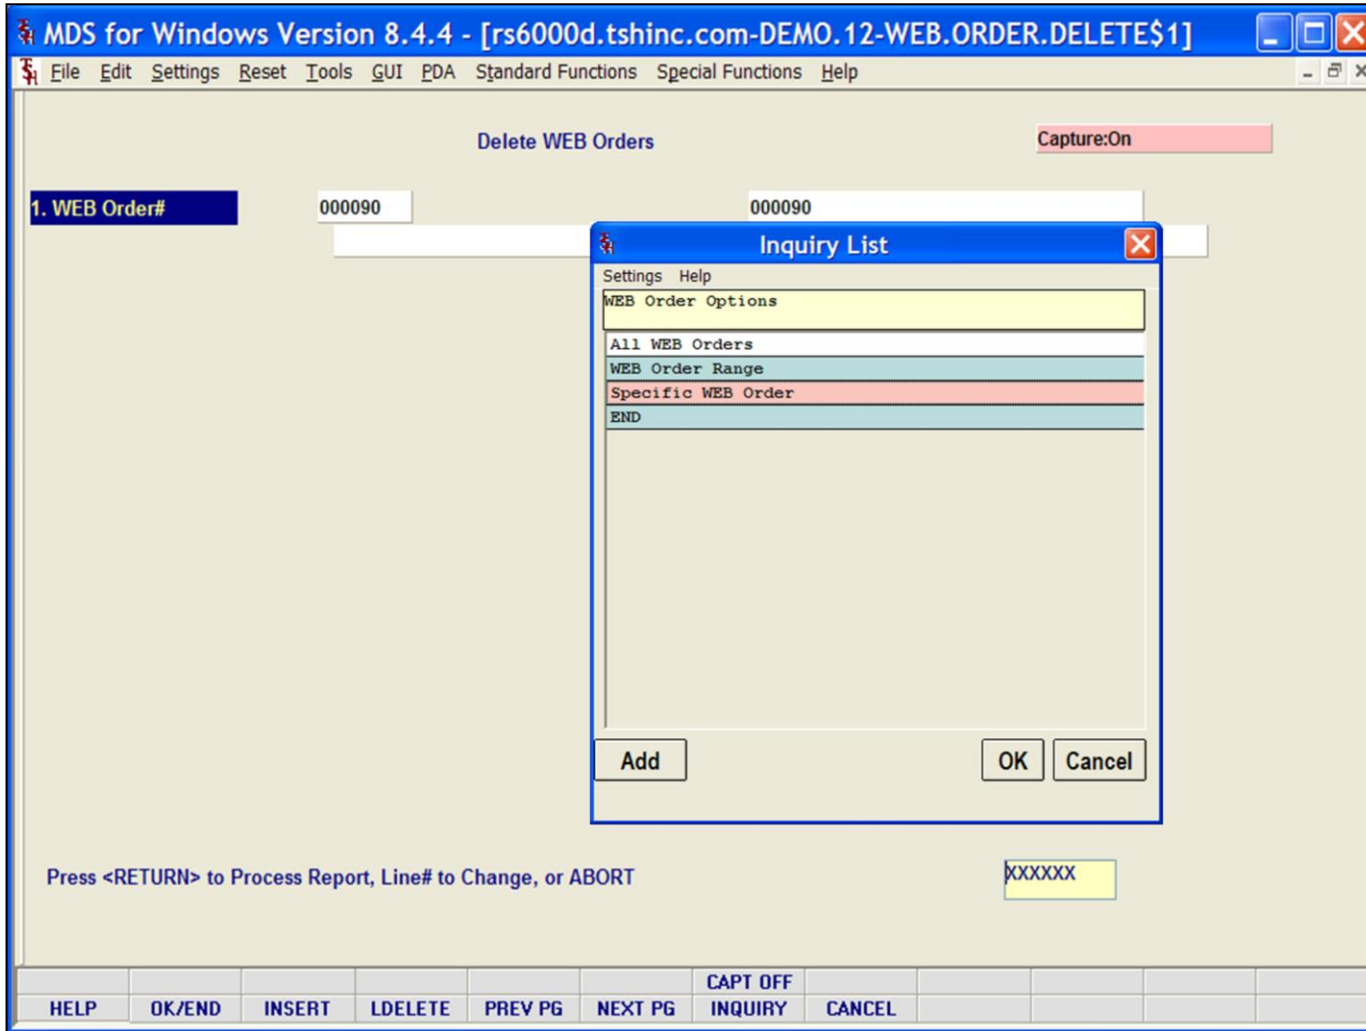 MDS for Windows Version 8.4.4 - [rs6000d.tshinc.com-DEMO.12-WEB.ORDER.DELETE$1]
File Edit Settings Reset Tools GUI PDA Standard Functions Special Functions Help
Delete WEB Orders
Capture:On
1. WEB Order#
000090
000090
Inquiry List
Settings Help
WEB Order Options
All WEB Orders
WEB Order Range
Specific WEB Order
END
Add
OK
Cancel
Press <RETURN> to Process Report, Line# to Change, or ABORT
XXXXXX
CAPT OFF
HELP OK/END INSERT LDELETE PREV PG NEXT PG INQUIRY CANCEL